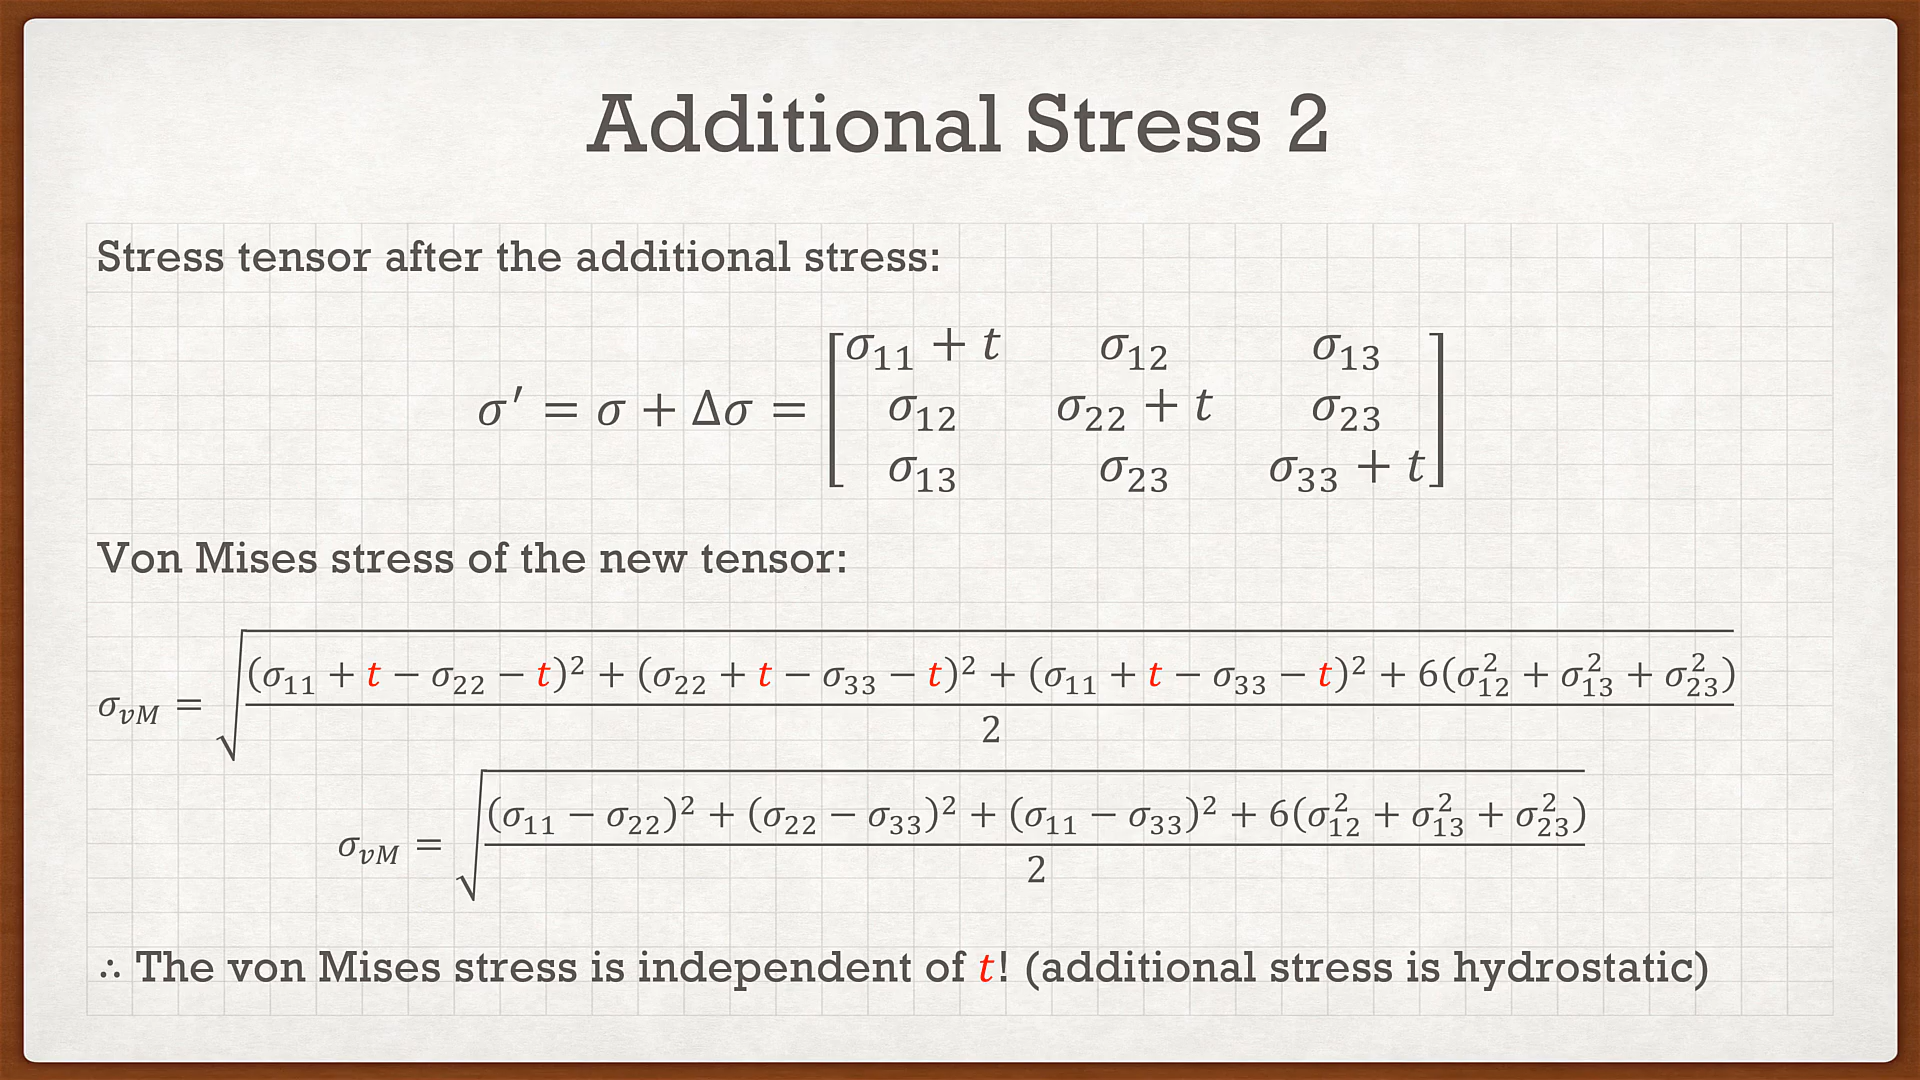 Additional Stress 2
Stress tensor after the additional stress:
σ′ = σ + Δσ = [σ₁₁ + t σ₁₂ σ₁₃
σ₁₂ σ₂₂ + t σ₂₃
σ₁₃ σ₂₃ σ₃₃ + t]
Von Mises stress of the new tensor:
σ_vM = √(((σ₁₁ + t − σ₂₂ − t)² + (σ₂₂ + t − σ₃₃ − t)² + (σ₁₁ + t − σ₃₃ − t)² + 6(σ₁₂² + σ₁₃² + σ₂₃²)) / 2)
σ_vM = √(((σ₁₁ − σ₂₂)² + (σ₂₂ − σ₃₃)² + (σ₁₁ − σ₃₃)² + 6(σ₁₂² + σ₁₃² + σ₂₃²)) / 2)
∴ The von Mises stress is independent of t! (additional stress is hydrostatic)